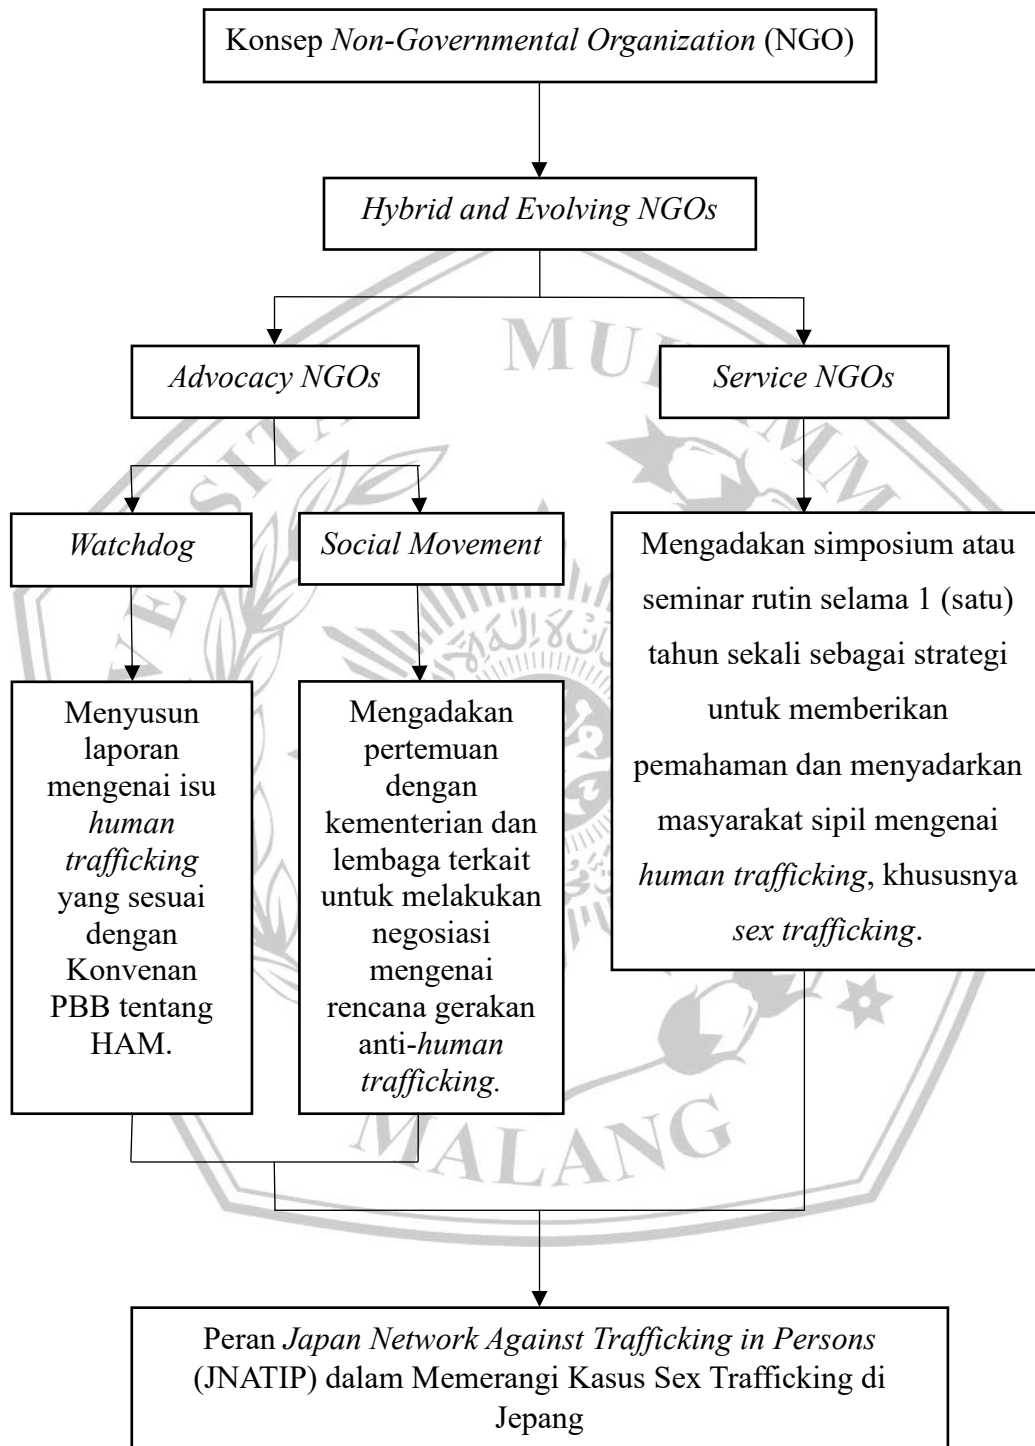 Konsep Non-Governmental Organization (NGO)
Hybrid and Evolving NGOs
Advocacy NGOs
Service NGOs
Watchdog
Social Movement
Menyusun
laporan
mengenai isu
human
trafficking
yang sesuai
dengan
Konvenan
PBB tentang
HAM.
Mengadakan
pertemuan
dengan
kementerian dan
lembaga terkait
untuk melakukan
negosiasi
mengenai
rencana gerakan
anti-human
trafficking.
Mengadakan simposium atau
seminar rutin selama 1 (satu)
tahun sekali sebagai strategi
untuk memberikan
pemahaman dan menyadarkan
masyarakat sipil mengenai
human trafficking, khususnya
sex trafficking.
MALANG
Peran Japan Network Against Trafficking in Persons
(JNATIP) dalam Memerangi Kasus Sex Trafficking di
Jepang